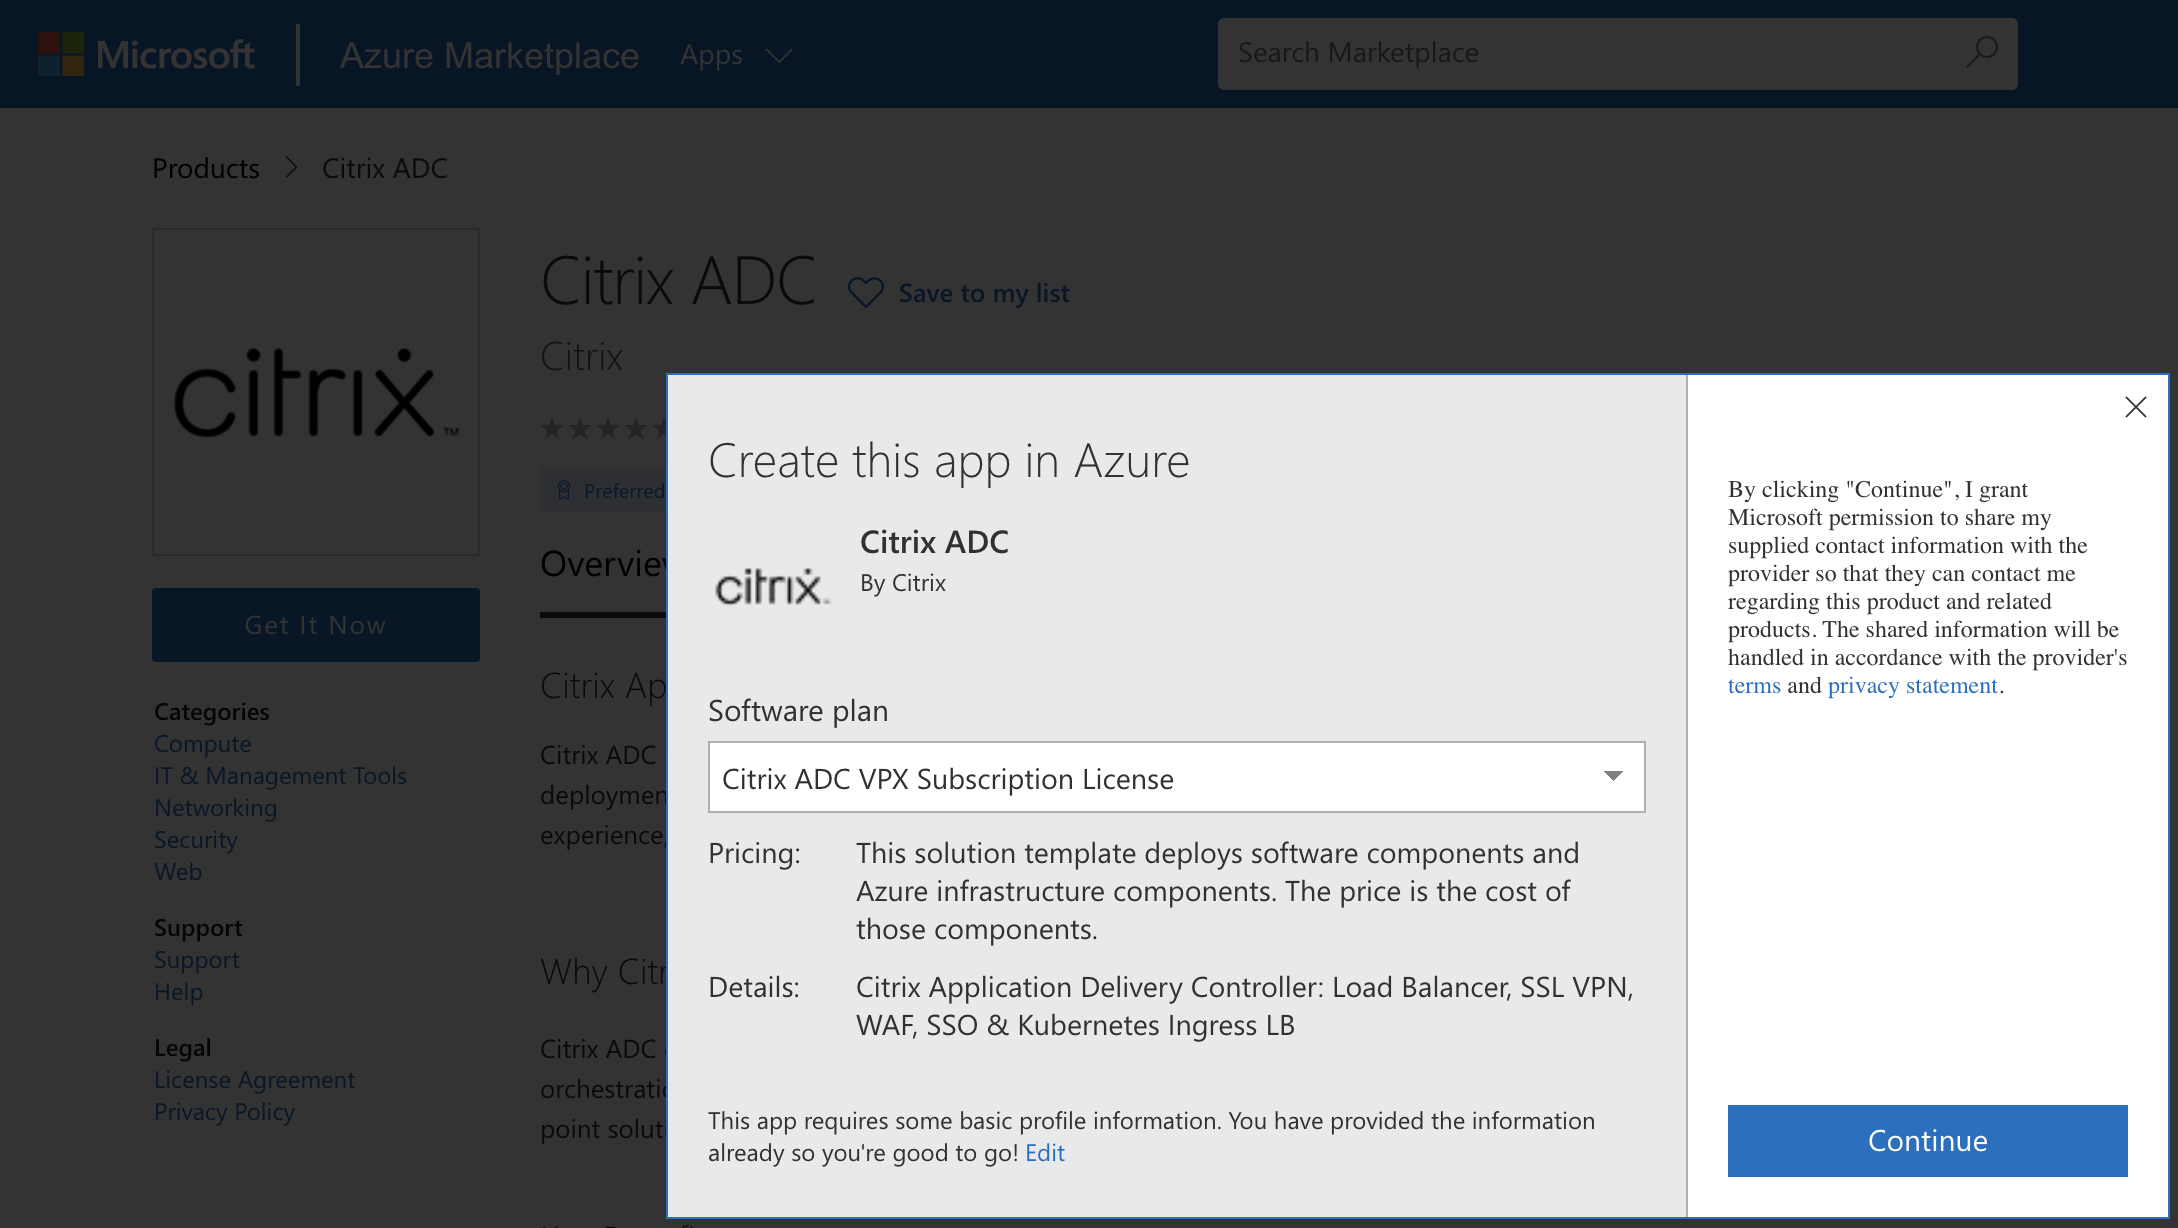 Microsoft
Azure Marketplace
Apps
Search Marketplace
Products > Citrix ADC
citrix™
Citrix ADC
Save to my list
Citrix
Preferred
Get It Now
Overview
Citrix Ap
Citrix ADC
deploymen
experience,
Why Citr
Citrix ADC
orchestratio
point solut
Categories
Compute
IT & Management Tools
Networking
Security
Web
Support
Support
Help
Legal
License Agreement
Privacy Policy
Create this app in Azure
citrix
Citrix ADC
By Citrix
Software plan
Citrix ADC VPX Subscription License
Pricing: This solution template deploys software components and
Azure infrastructure components. The price is the cost of
those components.
Details: Citrix Application Delivery Controller: Load Balancer, SSL VPN,
WAF, SSO & Kubernetes Ingress LB
This app requires some basic profile information. You have provided the information
already so you're good to go! Edit
By clicking "Continue", I grant
Microsoft permission to share my
supplied contact information with the
provider so that they can contact me
regarding this product and related
products. The shared information will be
handled in accordance with the provider's
terms and privacy statement.
Continue